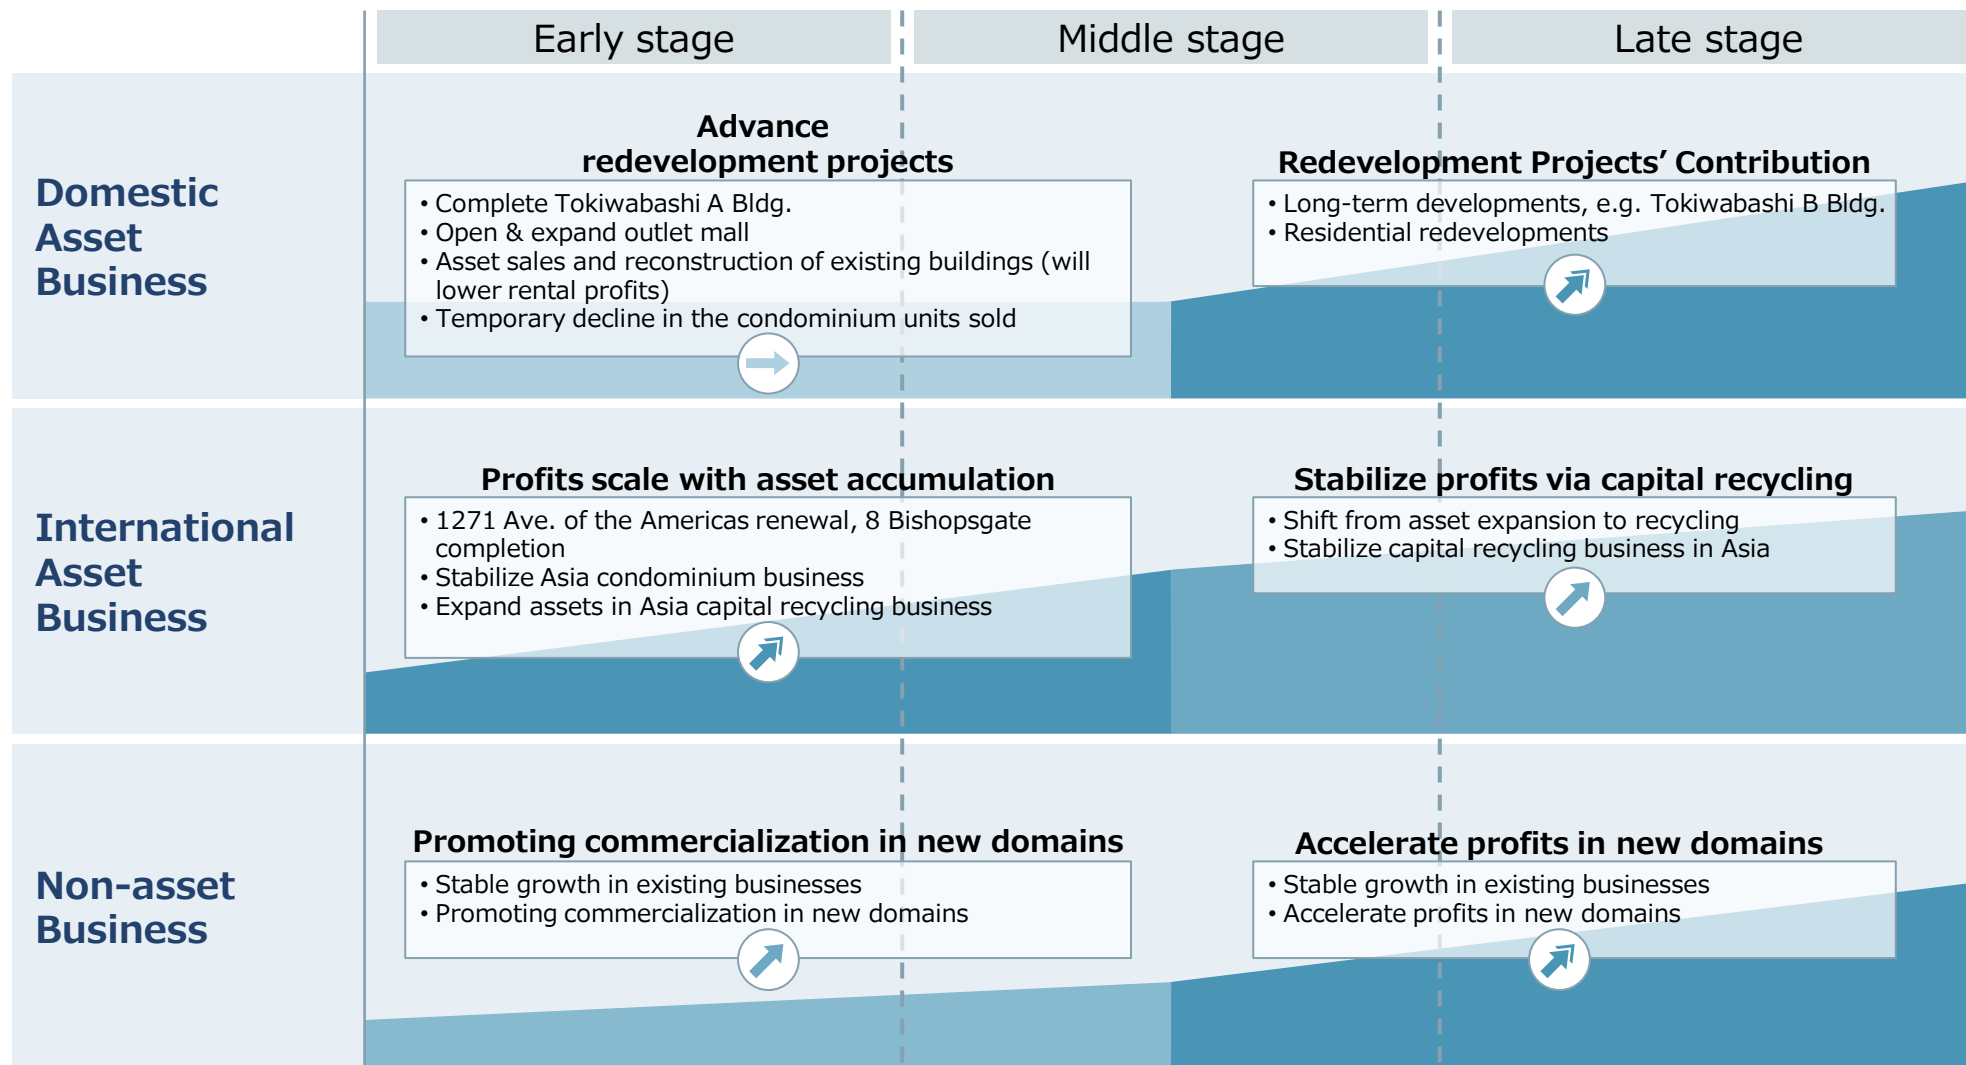 Early stage
Middle stage
Late stage
Domestic
Asset
Business
Advance
redevelopment projects
• Complete Tokiwabashi A Bldg.
• Open & expand outlet mall
• Asset sales and reconstruction of existing buildings (will
lower rental profits)
• Temporary decline in the condominium units sold
Redevelopment Projects’ Contribution
• Long-term developments, e.g. Tokiwabashi B Bldg.
• Residential redevelopments
International
Asset
Business
Profits scale with asset accumulation
• 1271 Ave. of the Americas renewal, 8 Bishopsgate
completion
• Stabilize Asia condominium business
• Expand assets in Asia capital recycling business
Stabilize profits via capital recycling
• Shift from asset expansion to recycling
• Stabilize capital recycling business in Asia
Non-asset
Business
Promoting commercialization in new domains
• Stable growth in existing businesses
• Promoting commercialization in new domains
Accelerate profits in new domains
• Stable growth in existing businesses
• Accelerate profits in new domains